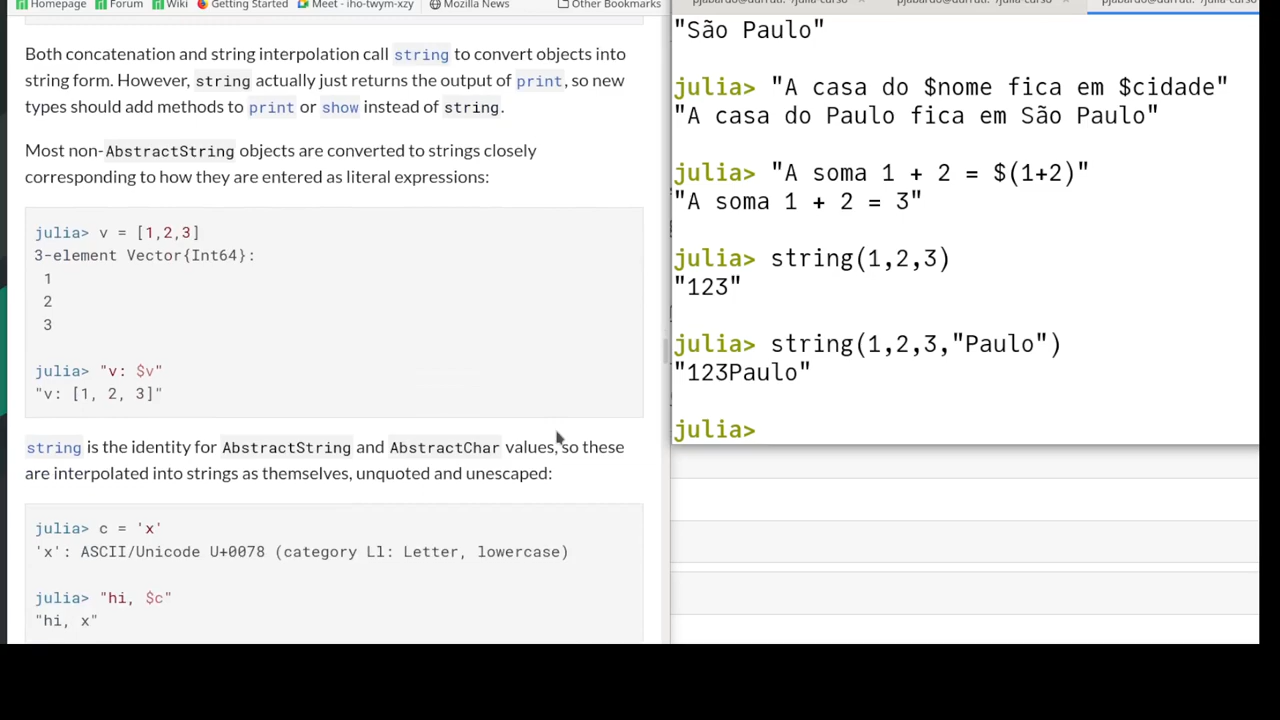 Homepage Forum Wiki Getting Started Meet - iho-twym-xzy Mozilla News Other Bookmarks
Both concatenation and string interpolation call string to convert objects into
string form. However, string actually just returns the output of print, so new
types should add methods to print or show instead of string.
Most non-AbstractString objects are converted to strings closely
corresponding to how they are entered as literal expressions:
julia> v = [1,2,3]
3-element Vector{Int64}:
1
2
3
julia> "v: $v"
"v: [1, 2, 3]"
string is the identity for AbstractString and AbstractChar values, so these
are interpolated into strings as themselves, unquoted and unescaped:
julia> c = 'x'
'x': ASCII/Unicode U+0078 (category Ll: Letter, lowercase)
julia> "hi, $c"
"hi, x"
"São Paulo"
julia> "A casa do $nome fica em $cidade"
"A casa do Paulo fica em São Paulo"
julia> "A soma 1 + 2 = $(1+2)"
"A soma 1 + 2 = 3"
julia> string(1,2,3)
"123"
julia> string(1,2,3,"Paulo")
"123Paulo"
julia>